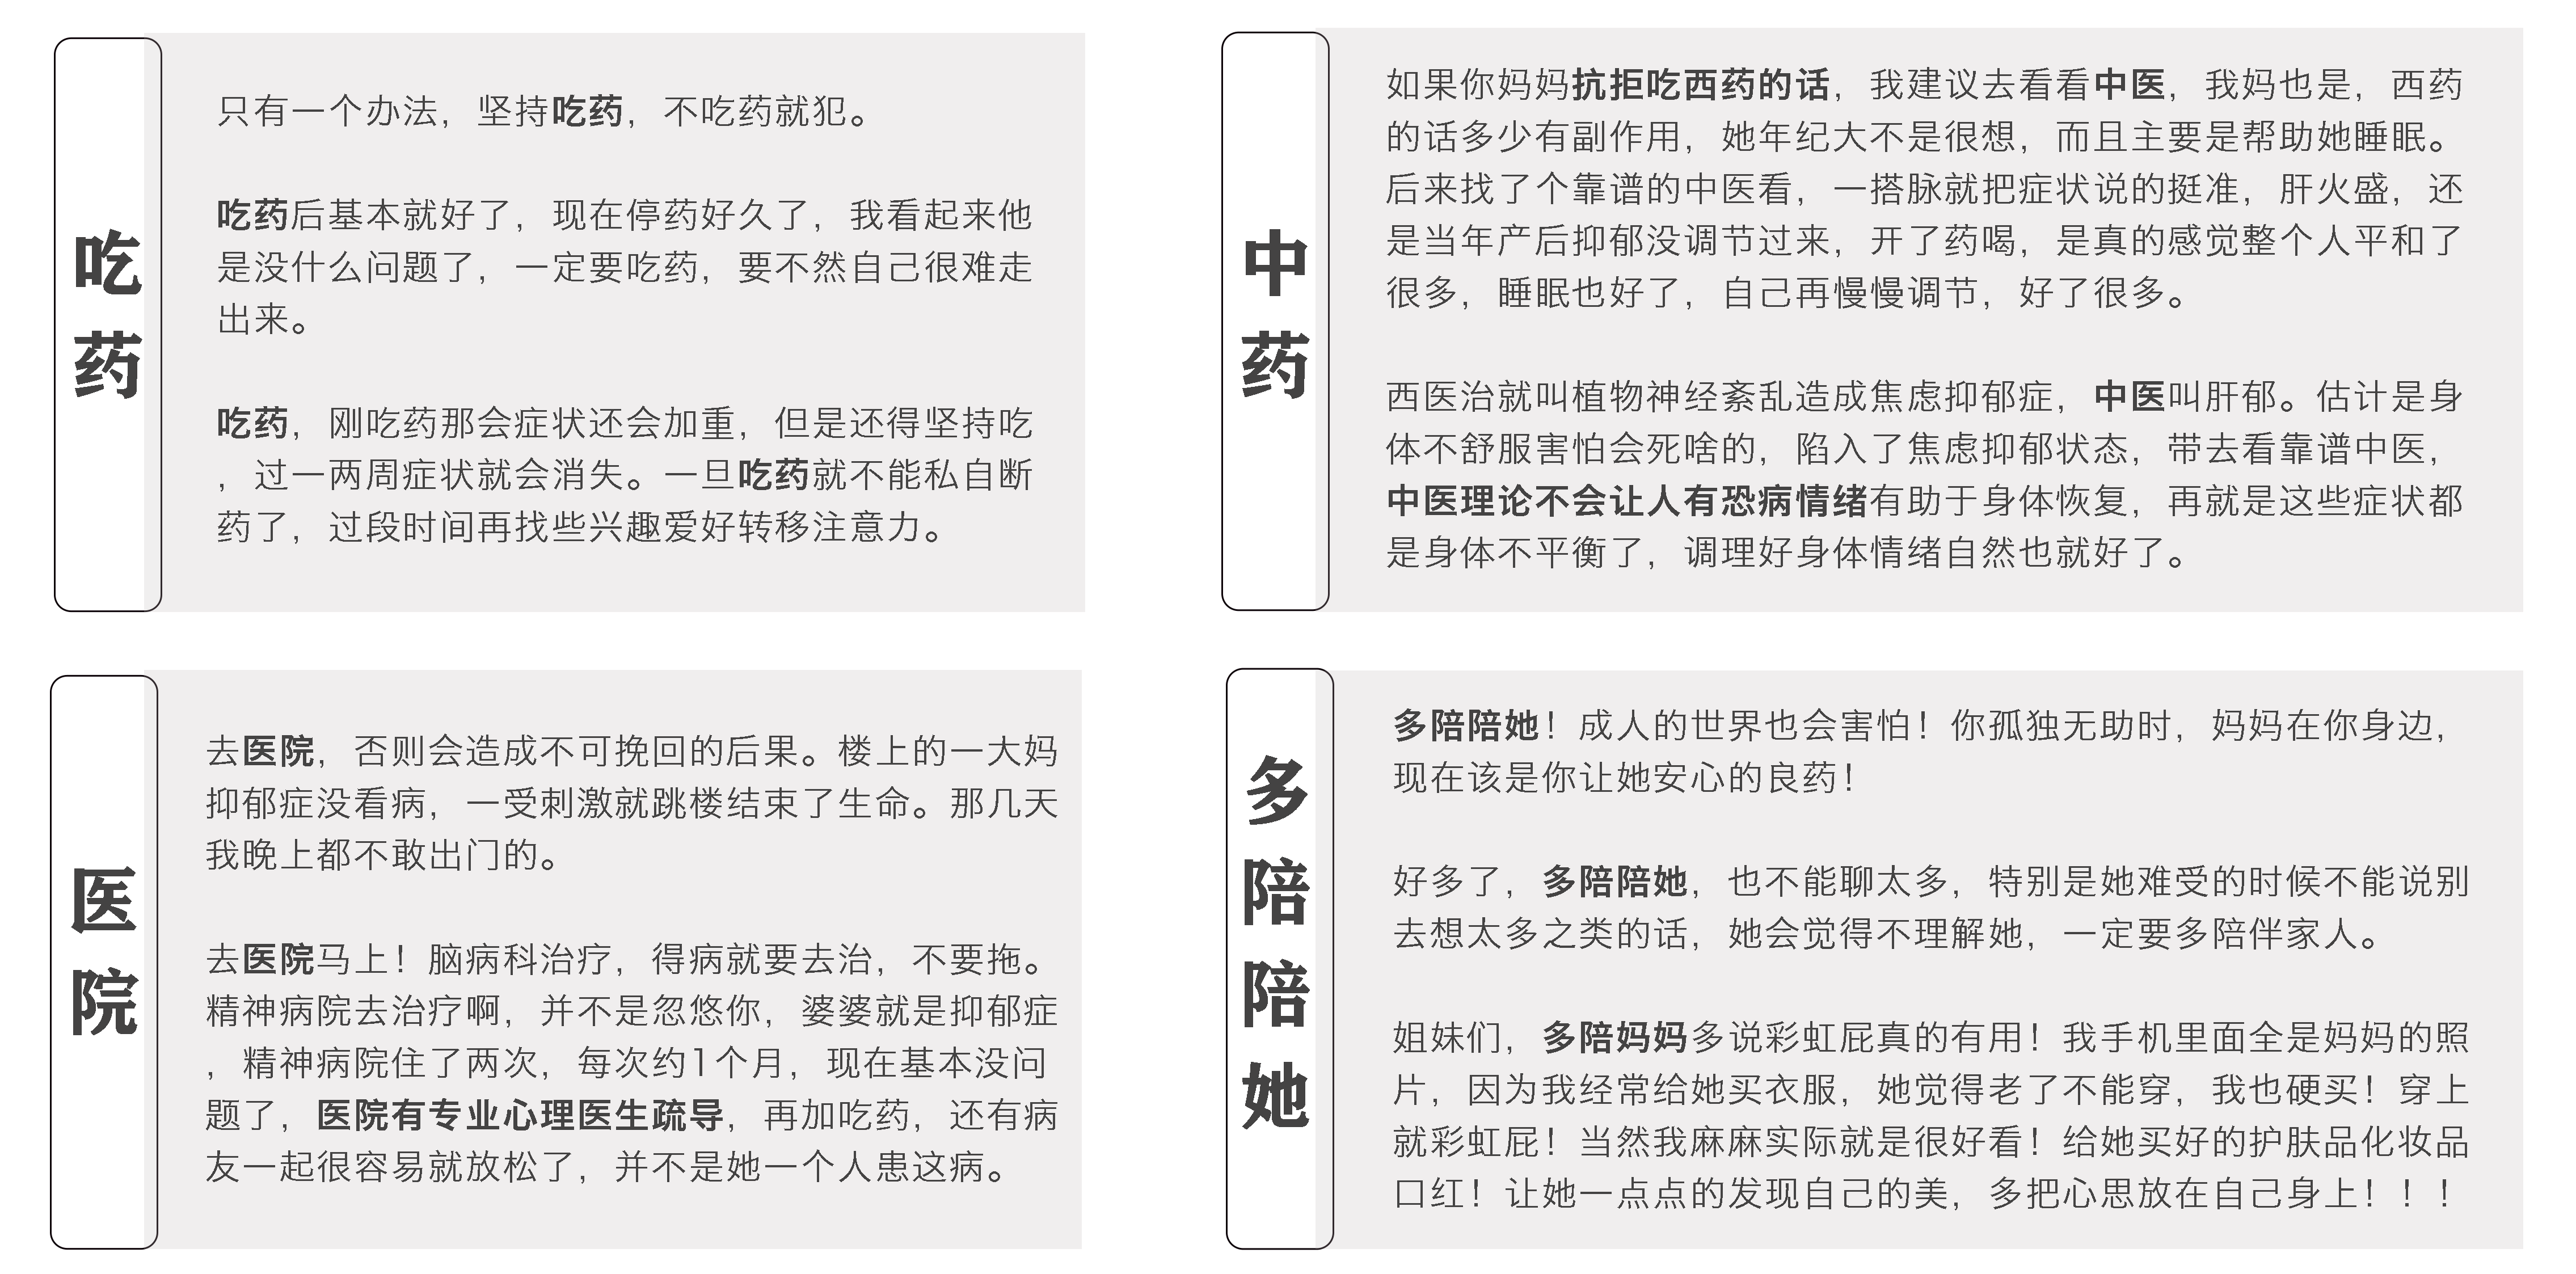 吃药
只有一个办法，坚持吃药，不吃药就犯。
吃药后基本就好了，现在停药好久了，我看起来他
是没什么问题了，一定要吃药，要不然自己很难走
出来。
吃药，刚吃药那会症状还会加重，但是还得坚持吃
，过一两周症状就会消失。一旦吃药就不能私自断
药了，过段时间再找些兴趣爱好转移注意力。
中药
如果你妈妈抗拒吃西药的话，我建议去看看中医，我妈也是，西药
的话多少有副作用，她年纪大不是很想，而且主要是帮助她睡眠。
后来找了个靠谱的中医看，一搭脉就把症状说的挺准，肝火盛，还
是当年产后抑郁没调节过来，开了药喝，是真的感觉整个人平和了
很多，睡眠也好了，自己再慢慢调节，好了很多。
西医治就叫植物神经紊乱造成焦虑抑郁症，中医叫肝郁。估计是身
体不舒服害怕会死啥的，陷入了焦虑抑郁状态，带去看靠谱中医，
中医理论不会让人有恐病情绪有助于身体恢复，再就是这些症状都
是身体不平衡了，调理好身体情绪自然也就好了。
医院
去医院，否则会造成不可挽回的后果。楼上的一大妈
抑郁症没看病，一受刺激就跳楼结束了生命。那几天
我晚上都不敢出门的。
去医院马上！脑病科治疗，得病就要去治，不要拖。
精神病院去治疗啊，并不是忽悠你，婆婆就是抑郁症
，精神病院住了两次，每次约1个月，现在基本没问
题了，医院有专业心理医生疏导，再加吃药，还有病
友一起很容易就放松了，并不是她一个人患这病。
多陪陪她
多陪陪她！成人的世界也会害怕！你孤独无助时，妈妈在你身边，
现在该是你让她安心的良药！
好多了，多陪陪她，也不能聊太多，特别是她难受的时候不能说别
去想太多之类的话，她会觉得不理解她，一定要多陪伴家人。
姐妹们，多陪妈妈多说彩虹屁真的有用！我手机里面全是妈妈的照
片，因为我经常给她买衣服，她觉得老了不能穿，我也硬买！穿上
就彩虹屁！当然我麻麻实际就是很好看！给她买好的护肤品化妆品
口红！让她一点点的发现自己的美，多把心思放在自己身上！！！